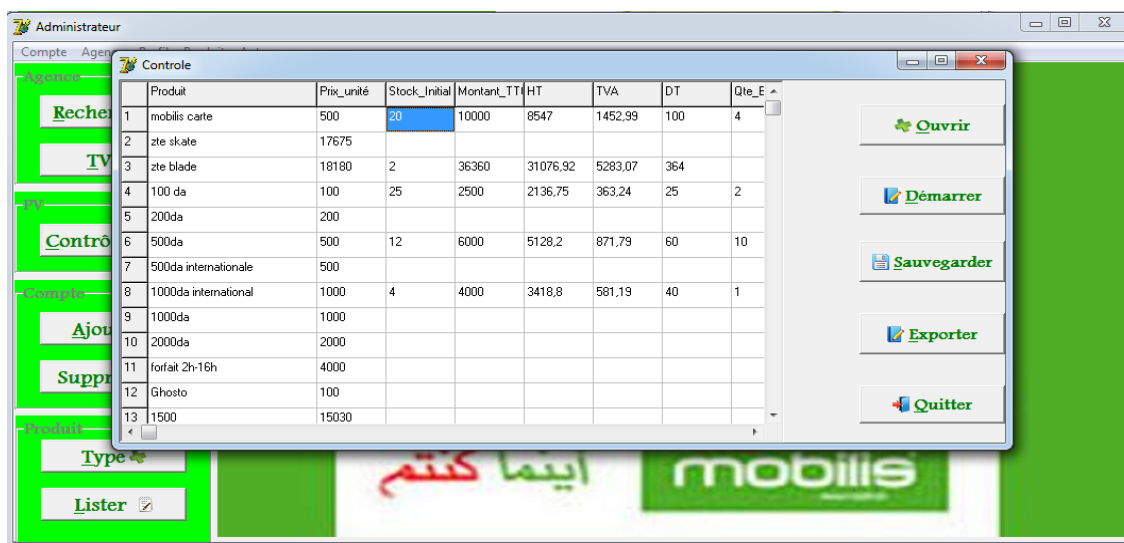 Administrateur
Compte Agen
Controle
Agence
Recher
TV
PV
Contrô
Compte
Ajou
Suppr
Produit
Type
Lister
Produit Prix_unité Stock_Initial Montant_TT HT TVA DT Qte_E
1 mobilis carte 500 20 10000 8547 1452,99 100 4
2 zte skate 17675
3 zte blade 18180 2 36360 31076,92 5283,07 364
4 100 da 100 25 2500 2136,75 363,24 25 2
5 200da 200
6 500da 500 12 6000 5128,2 871,79 60 10
7 500da internationale 500
8 1000da international 1000 4 4000 3418,8 581,19 40 1
9 1000da 1000
10 2000da 2000
11 forfait 2h-16h 4000
12 Ghosto 100
13 1500 15030
Ouvrir
Démarrer
Sauvegarder
Exporter
Quitter
أينما كنتم
mobilis